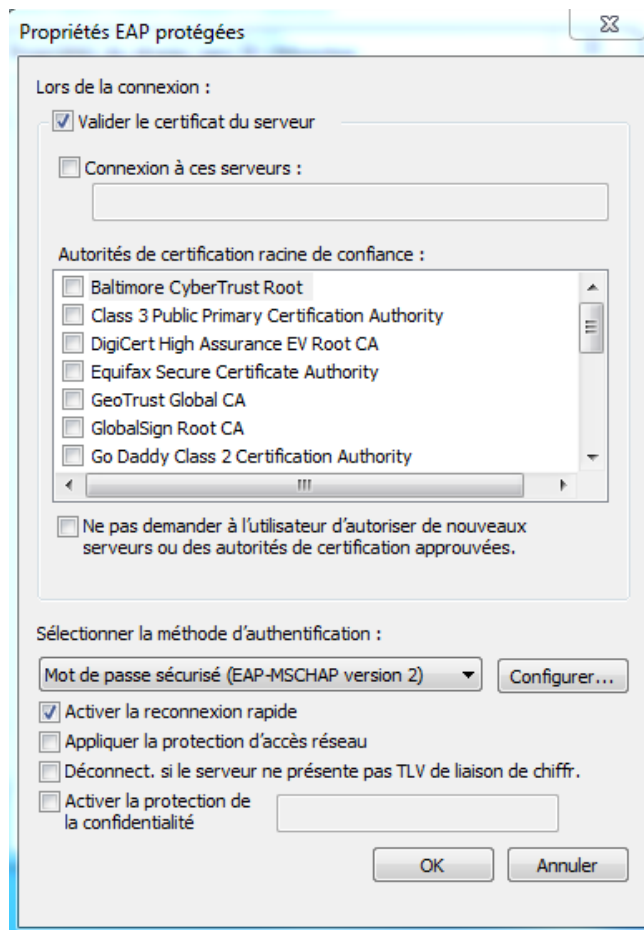 Propriétés EAP protégées
Lors de la connexion :
Valider le certificat du serveur
Connexion à ces serveurs :
Autorités de certification racine de confiance :
Baltimore CyberTrust Root
Class 3 Public Primary Certification Authority
DigiCert High Assurance EV Root CA
Equifax Secure Certificate Authority
GeoTrust Global CA
GlobalSign Root CA
Go Daddy Class 2 Certification Authority
Ne pas demander à l'utilisateur d'autoriser de nouveaux
serveurs ou des autorités de certification approuvées.
Sélectionner la méthode d'authentification :
Mot de passe sécurisé (EAP-MSCHAP version 2) Configurer...
Activer la reconnexion rapide
Appliquer la protection d'accès réseau
Déconnect. si le serveur ne présente pas TLV de liaison de chiffr.
Activer la protection de
la confidentialité
OK Annuler